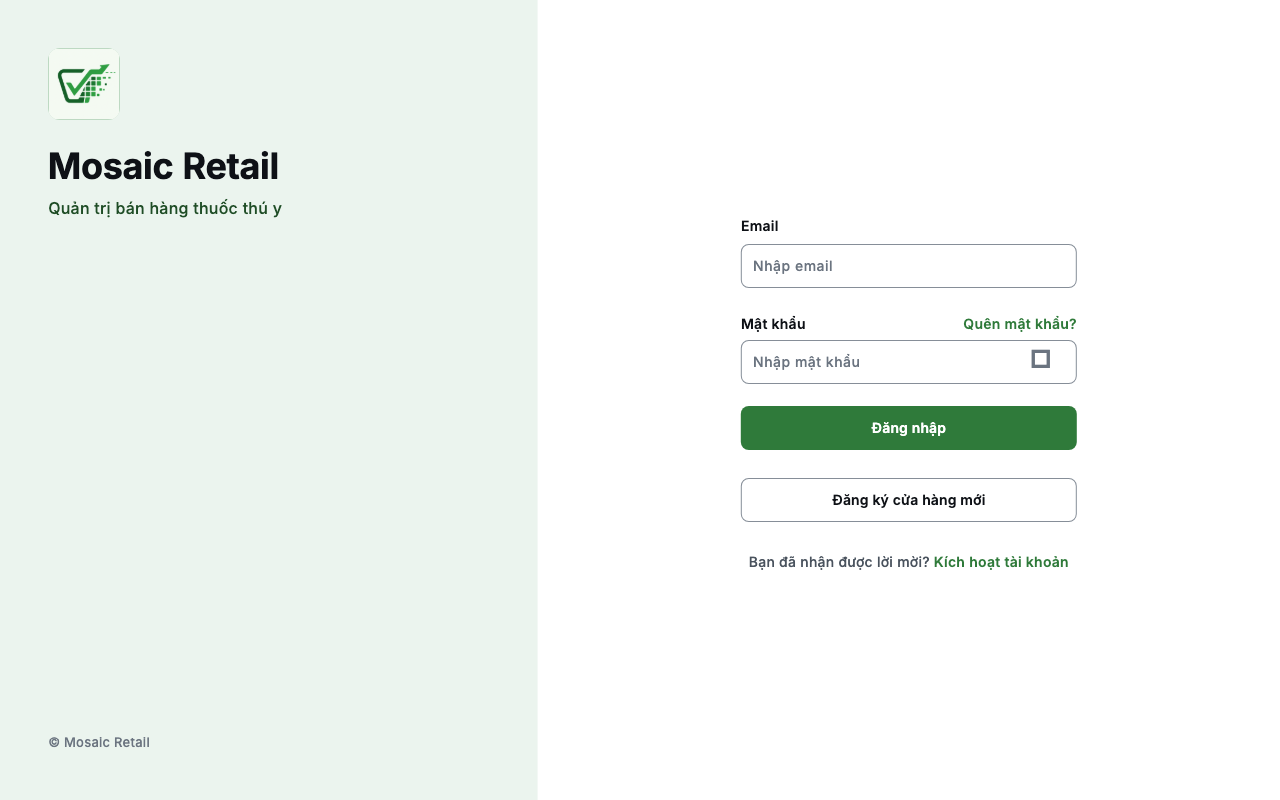 Mosaic Retail
Quản trị bán hàng thuốc thú y
Email
Nhập email
Mật khẩu
Quên mật khẩu?
Nhập mật khẩu
Đăng nhập
Đăng ký cửa hàng mới
Bạn đã nhận được lời mời? Kích hoạt tài khoản
© Mosaic Retail